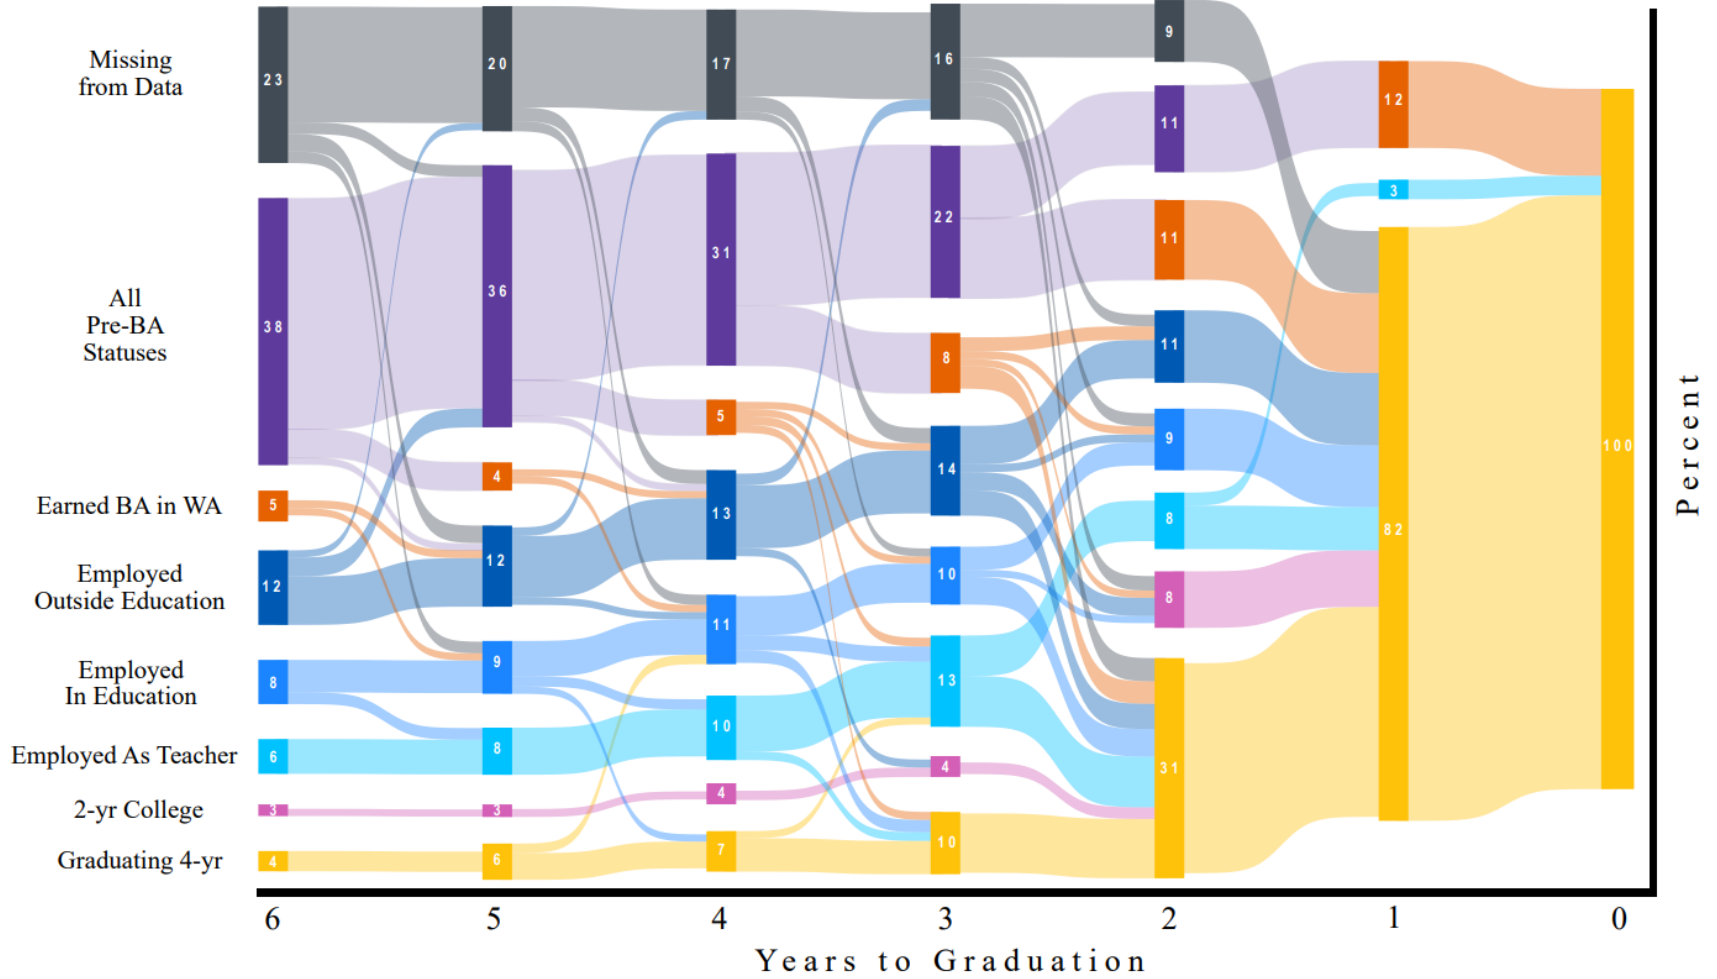 Missing
from Data
All
Pre-BA
Statuses
Earned BA in WA
Employed
Outside Education
Employed
In Education
Employed As Teacher
2-yr College
Graduating 4-yr
23
38
5
12
8
6
3
4
20
36
4
12
9
8
3
6
17
31
5
13
11
10
4
7
16
22
8
14
10
13
4
10
9
11
11
11
9
8
8
31
12
3
82
100
Percent
6 5 4 3 2 1 0
Years to Graduation